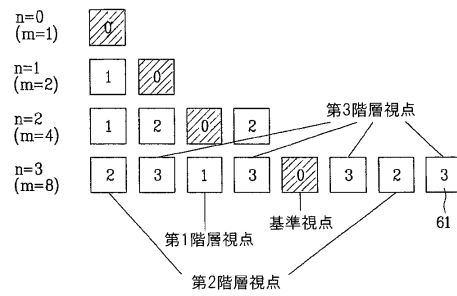 n=0
(m=1) 0
n=1
(m=2) 1 0
n=2
(m=4) 1 2 0 2
第3階層視点
n=3
(m=8) 2 3 1 3 0 3 2 3
第1階層視点 基準視点 61
第2階層視点